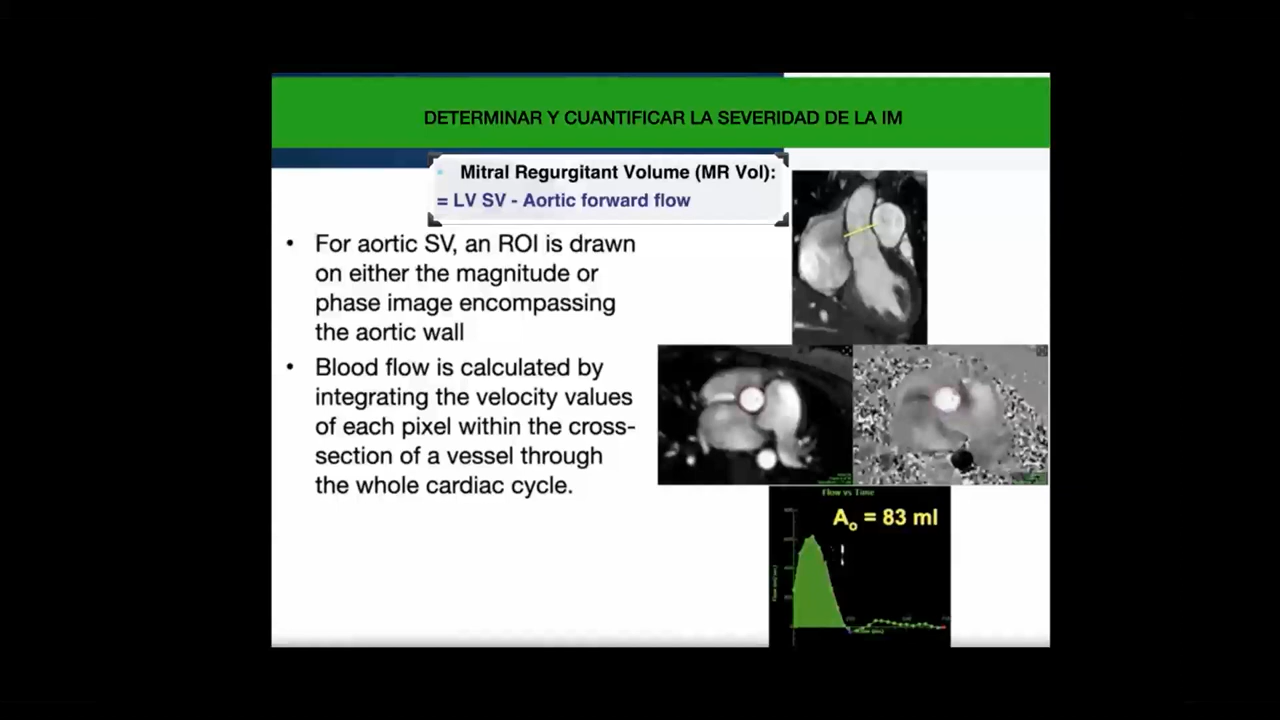 DETERMINAR Y CUANTIFICAR LA SEVERIDAD DE LA IM
• Mitral Regurgitant Volume (MR Vol):
= LV SV - Aortic forward flow
• For aortic SV, an ROI is drawn
on either the magnitude or
phase image encompassing
the aortic wall
• Blood flow is calculated by
integrating the velocity values
of each pixel within the cross-
section of a vessel through
the whole cardiac cycle.
Flow vs Time
Ao = 83 ml